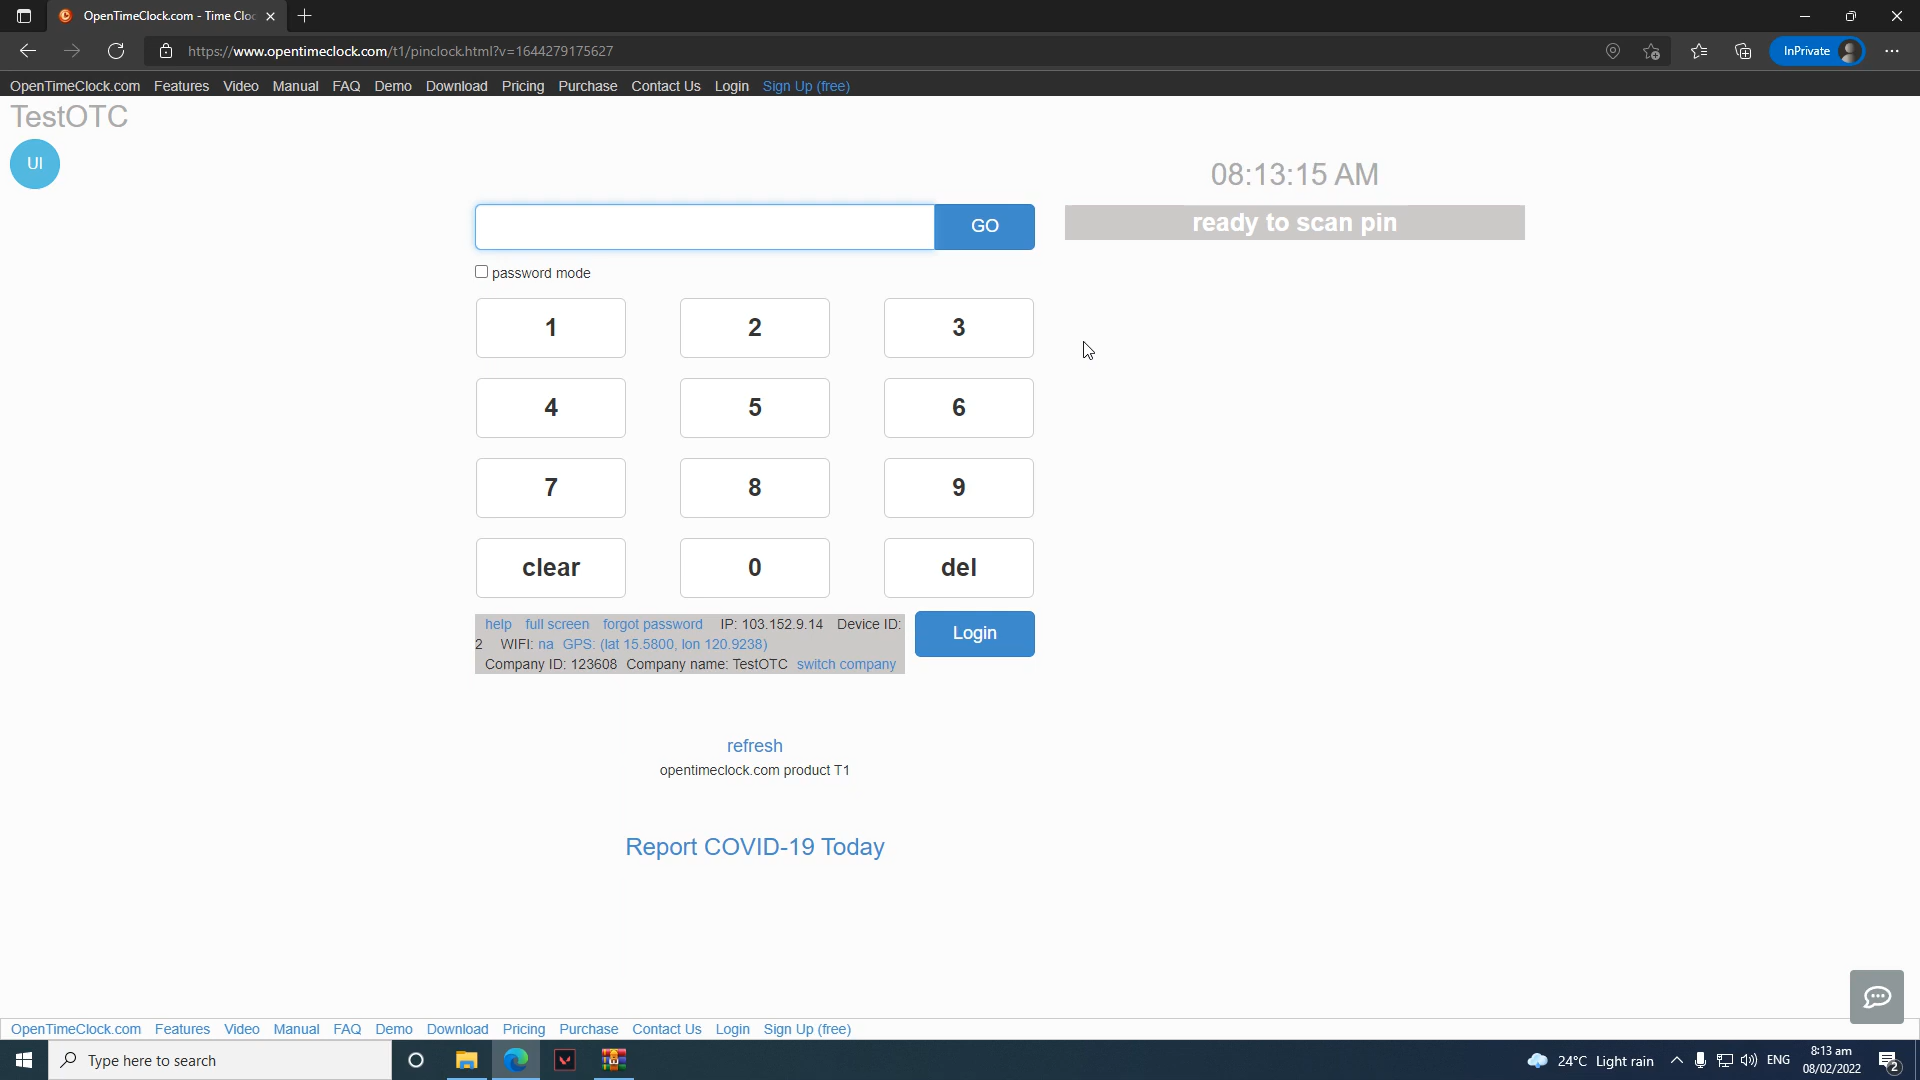 OpenTimeClock.com - Time Cloc
https://www.opentimeclock.com/t1/pinclock.html?v=1644279175627
InPrivate
OpenTimeClock.com Features Video Manual FAQ Demo Download Pricing Purchase Contact Us Login Sign Up (free)
TestOTC
UI
08:13:15 AM
GO
ready to scan pin
password mode
1 2 3
4 5 6
7 8 9
clear 0 del
help full screen forgot password IP: 103.152.9.14 Device ID:
2 WIFI: na GPS: (lat 15.5800, lon 120.9238)
Company ID: 123608 Company name: TestOTC switch company
Login
refresh
opentimeclock.com product T1
Report COVID-19 Today
OpenTimeClock.com Features Video Manual FAQ Demo Download Pricing Purchase Contact Us Login Sign Up (free)
Type here to search
24°C Light rain
ENG
8:13 am
08/02/2022
2